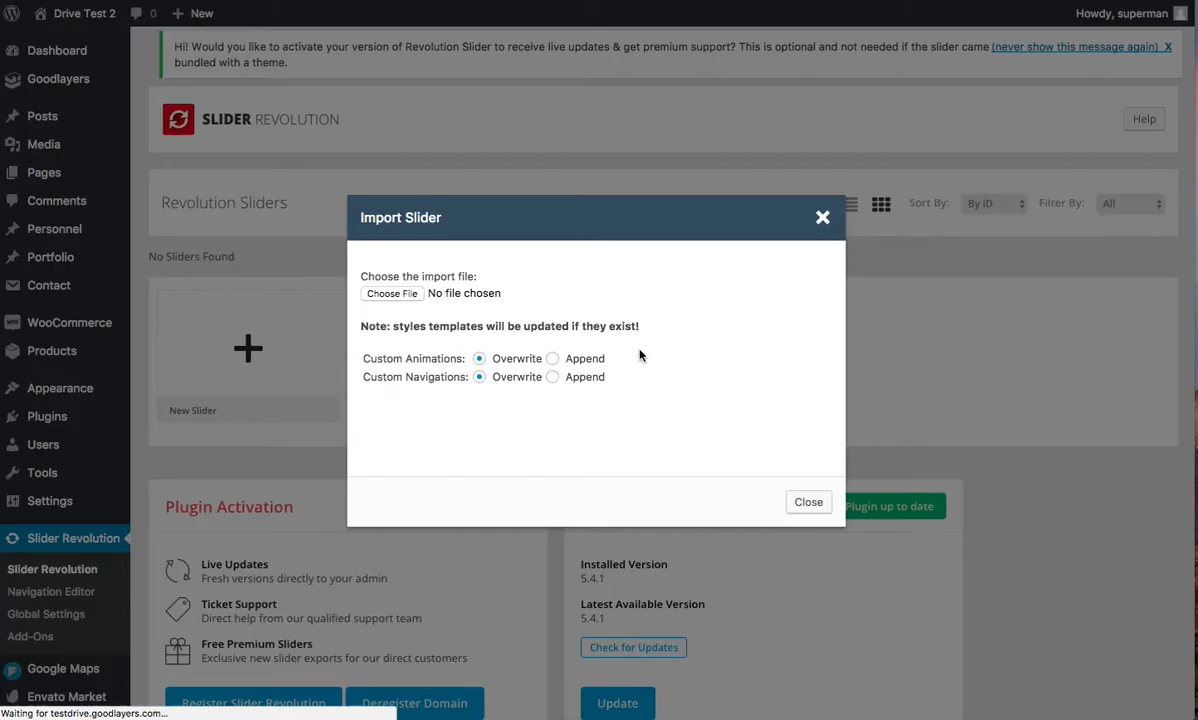 Drive Test 2
0
New
Howdy, superman
Dashboard
Goodlayers
Posts
Media
Pages
Comments
Personnel
Portfolio
Contact
WooCommerce
Products
Appearance
Plugins
Users
Tools
Settings
Slider Revolution
Slider Revolution
Navigation Editor
Global Settings
Add-Ons
Google Maps
Envato Market
Waiting for testdrive.goodlayers.com...
Hi! Would you like to activate your version of Revolution Slider to receive live updates & get premium support? This is optional and not needed if the slider came (never show this message again) X
bundled with a theme.
SLIDER REVOLUTION
Help
Revolution Sliders
Sort By:
By ID
Filter By:
All
No Sliders Found
New Slider
Import Slider
Choose the import file:
Choose File No file chosen
Note: styles templates will be updated if they exist!
Custom Animations: Overwrite Append
Custom Navigations: Overwrite Append
Close
Plugin Activation
Live Updates
Fresh versions directly to your admin
Ticket Support
Direct help from our qualified support team
Free Premium Sliders
Exclusive new slider exports for our direct customers
Register Slider Revolution
Deregister Domain
Plugin up to date
Installed Version
5.4.1
Latest Available Version
5.4.1
Check for Updates
Update